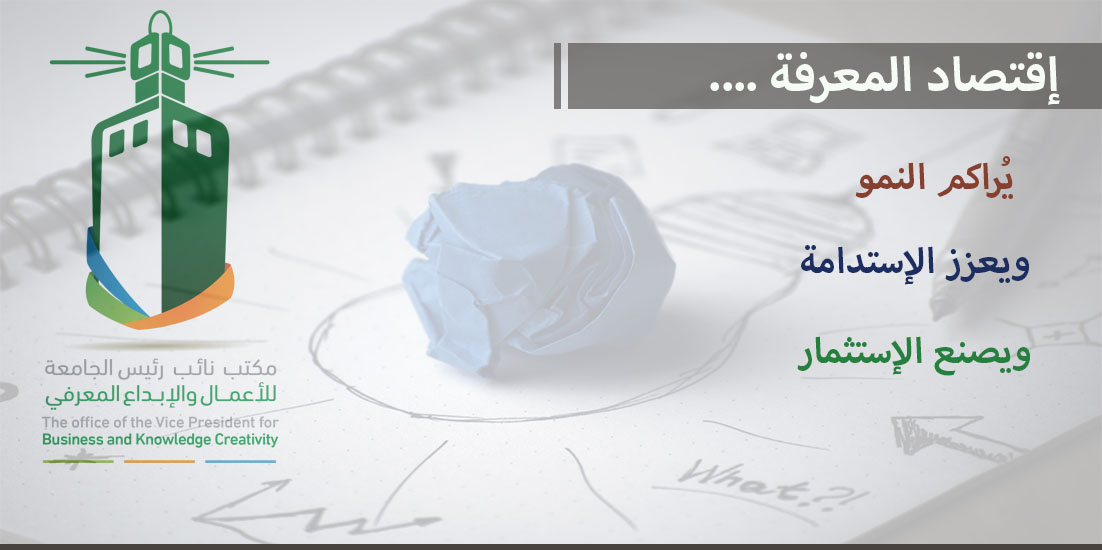 إقتصاد المعرفة ....
يُراكم النمو
ويعزز الإستدامة
ويصنع الإستثمار
مكتب نائب رئيس الجامعة
للأعمال والإبداع المعرفي
The office of the Vice President for
Business and Knowledge Creativity
What?!